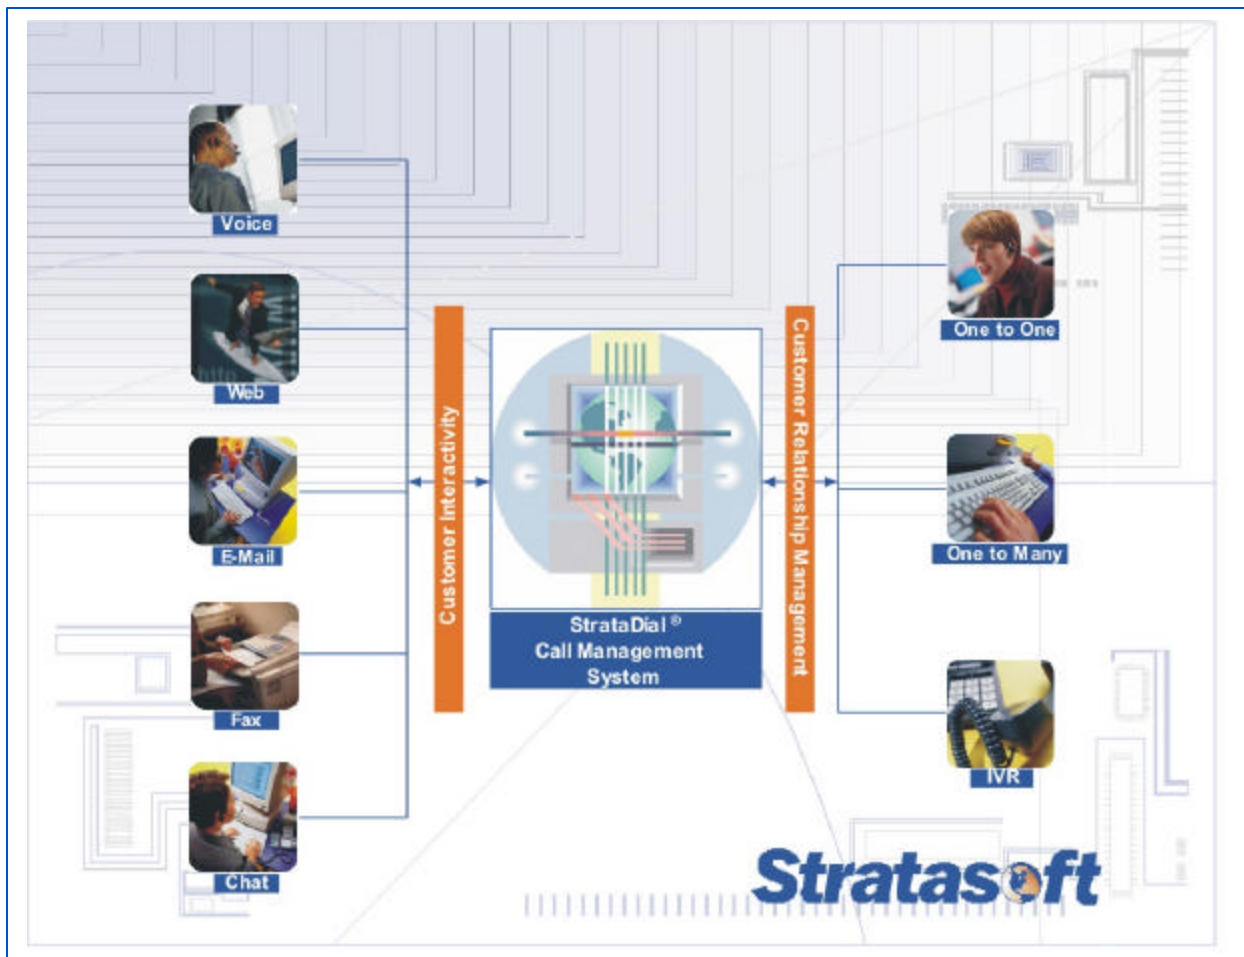 Voice
Web
E-Mail
Fax
Chat
Customer Interactivity
StrataDial®
Call Management
System
Customer Relationship Management
One to One
One to Many
IVR
Stratasoft